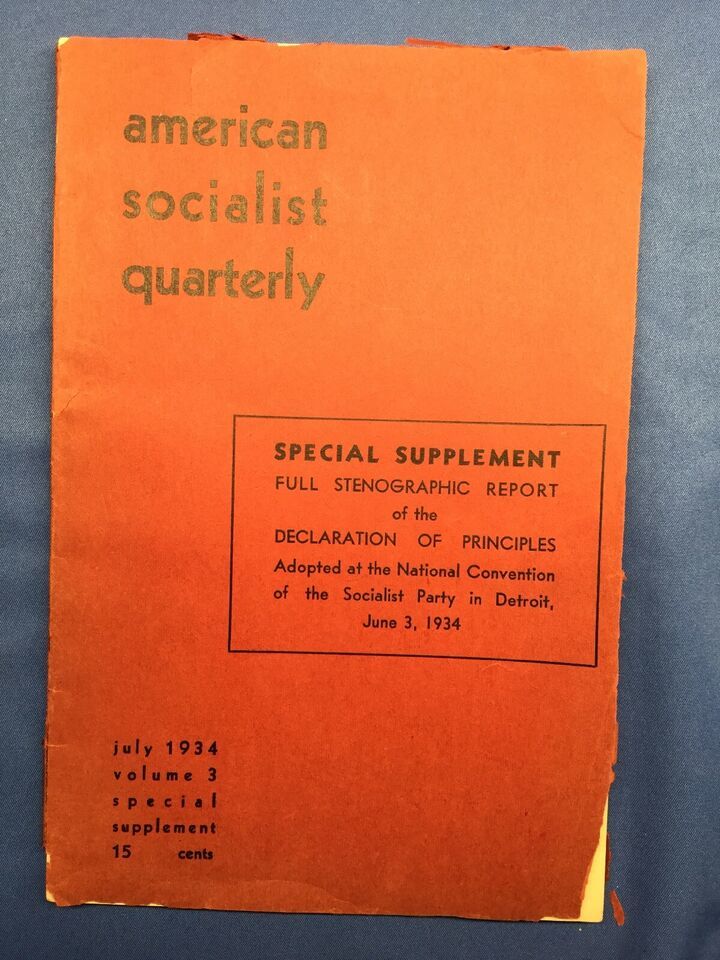 american
socialist
quarterly
SPECIAL SUPPLEMENT
FULL STENOGRAPHIC REPORT
of the
DECLARATION OF PRINCIPLES
Adopted at the National Convention
of the Socialist Party in Detroit,
June 3, 1934
july 1934
volume 3
special
supplement
15 cents